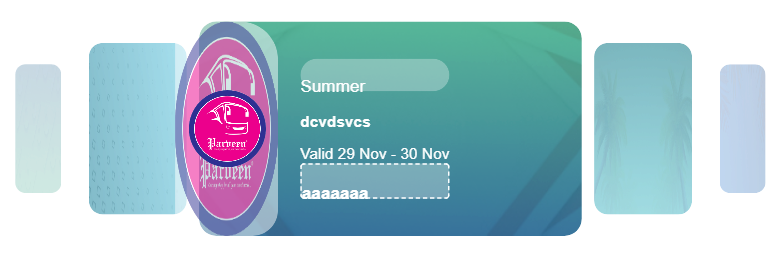 Summer
dcvdsvcs
Valid 29 Nov - 30 Nov
aaaaaaa
Parveen
Parveen